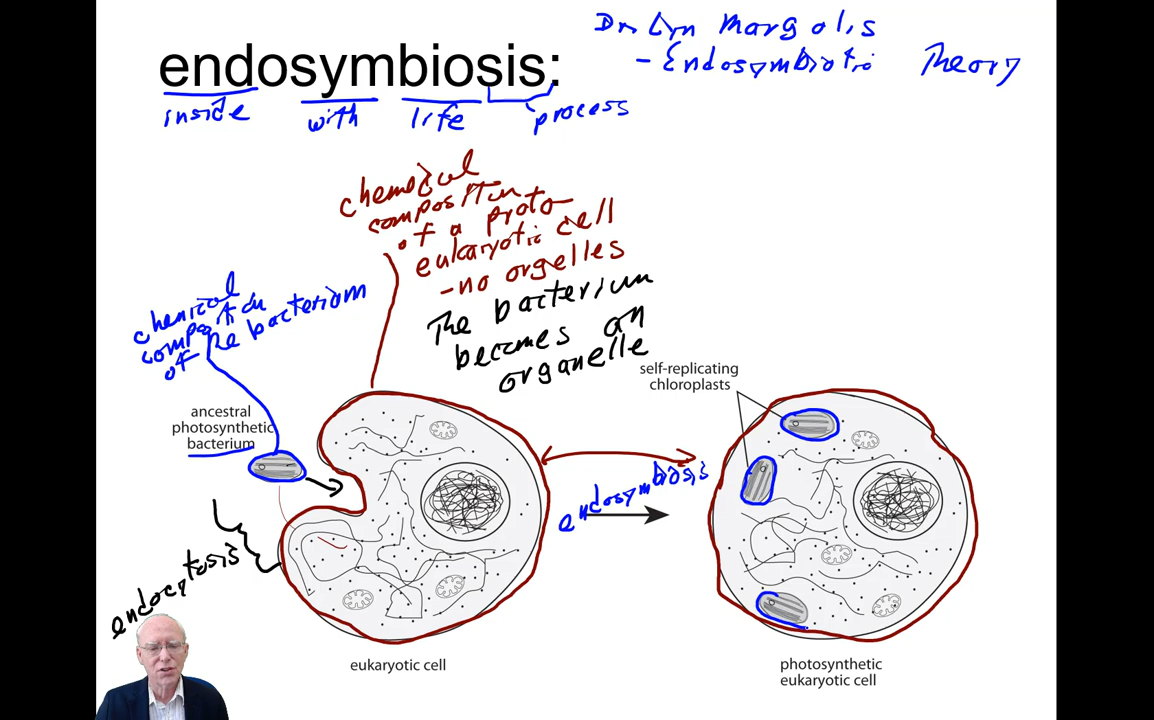 Dr. Lyn Margolis
- Endosymbiotic Theory
endosymbiosis:
inside with life process
chemical
composition
of a proto
eukaryotic cell
- no orgelles
The bacterium
becomes an
organelle
chemical
composition
of the bacterium
self-replicating
chloroplasts
ancestral
photosynthetic
bacterium
endosymbiosis
endocytosis
eukaryotic cell
photosynthetic
eukaryotic cell